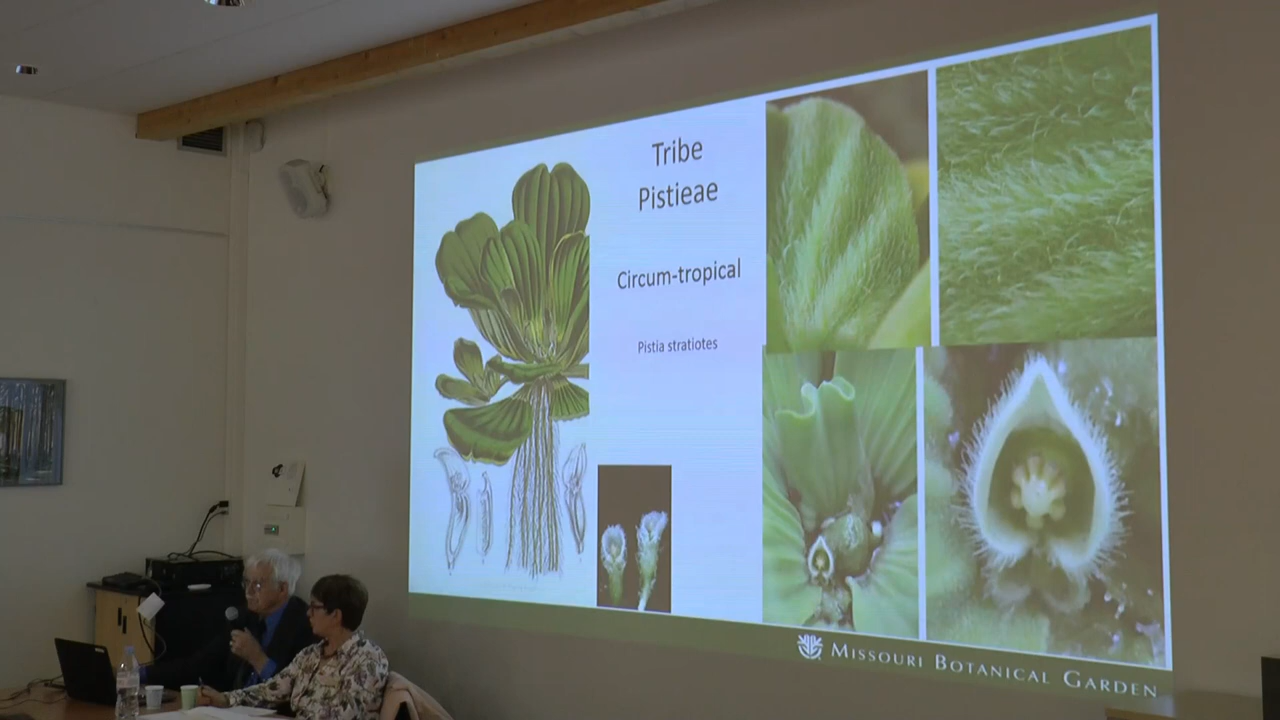 Tribe
Pistieae
Circum-tropical
Pistia stratiotes
MISSOURI BOTANICAL GARDEN